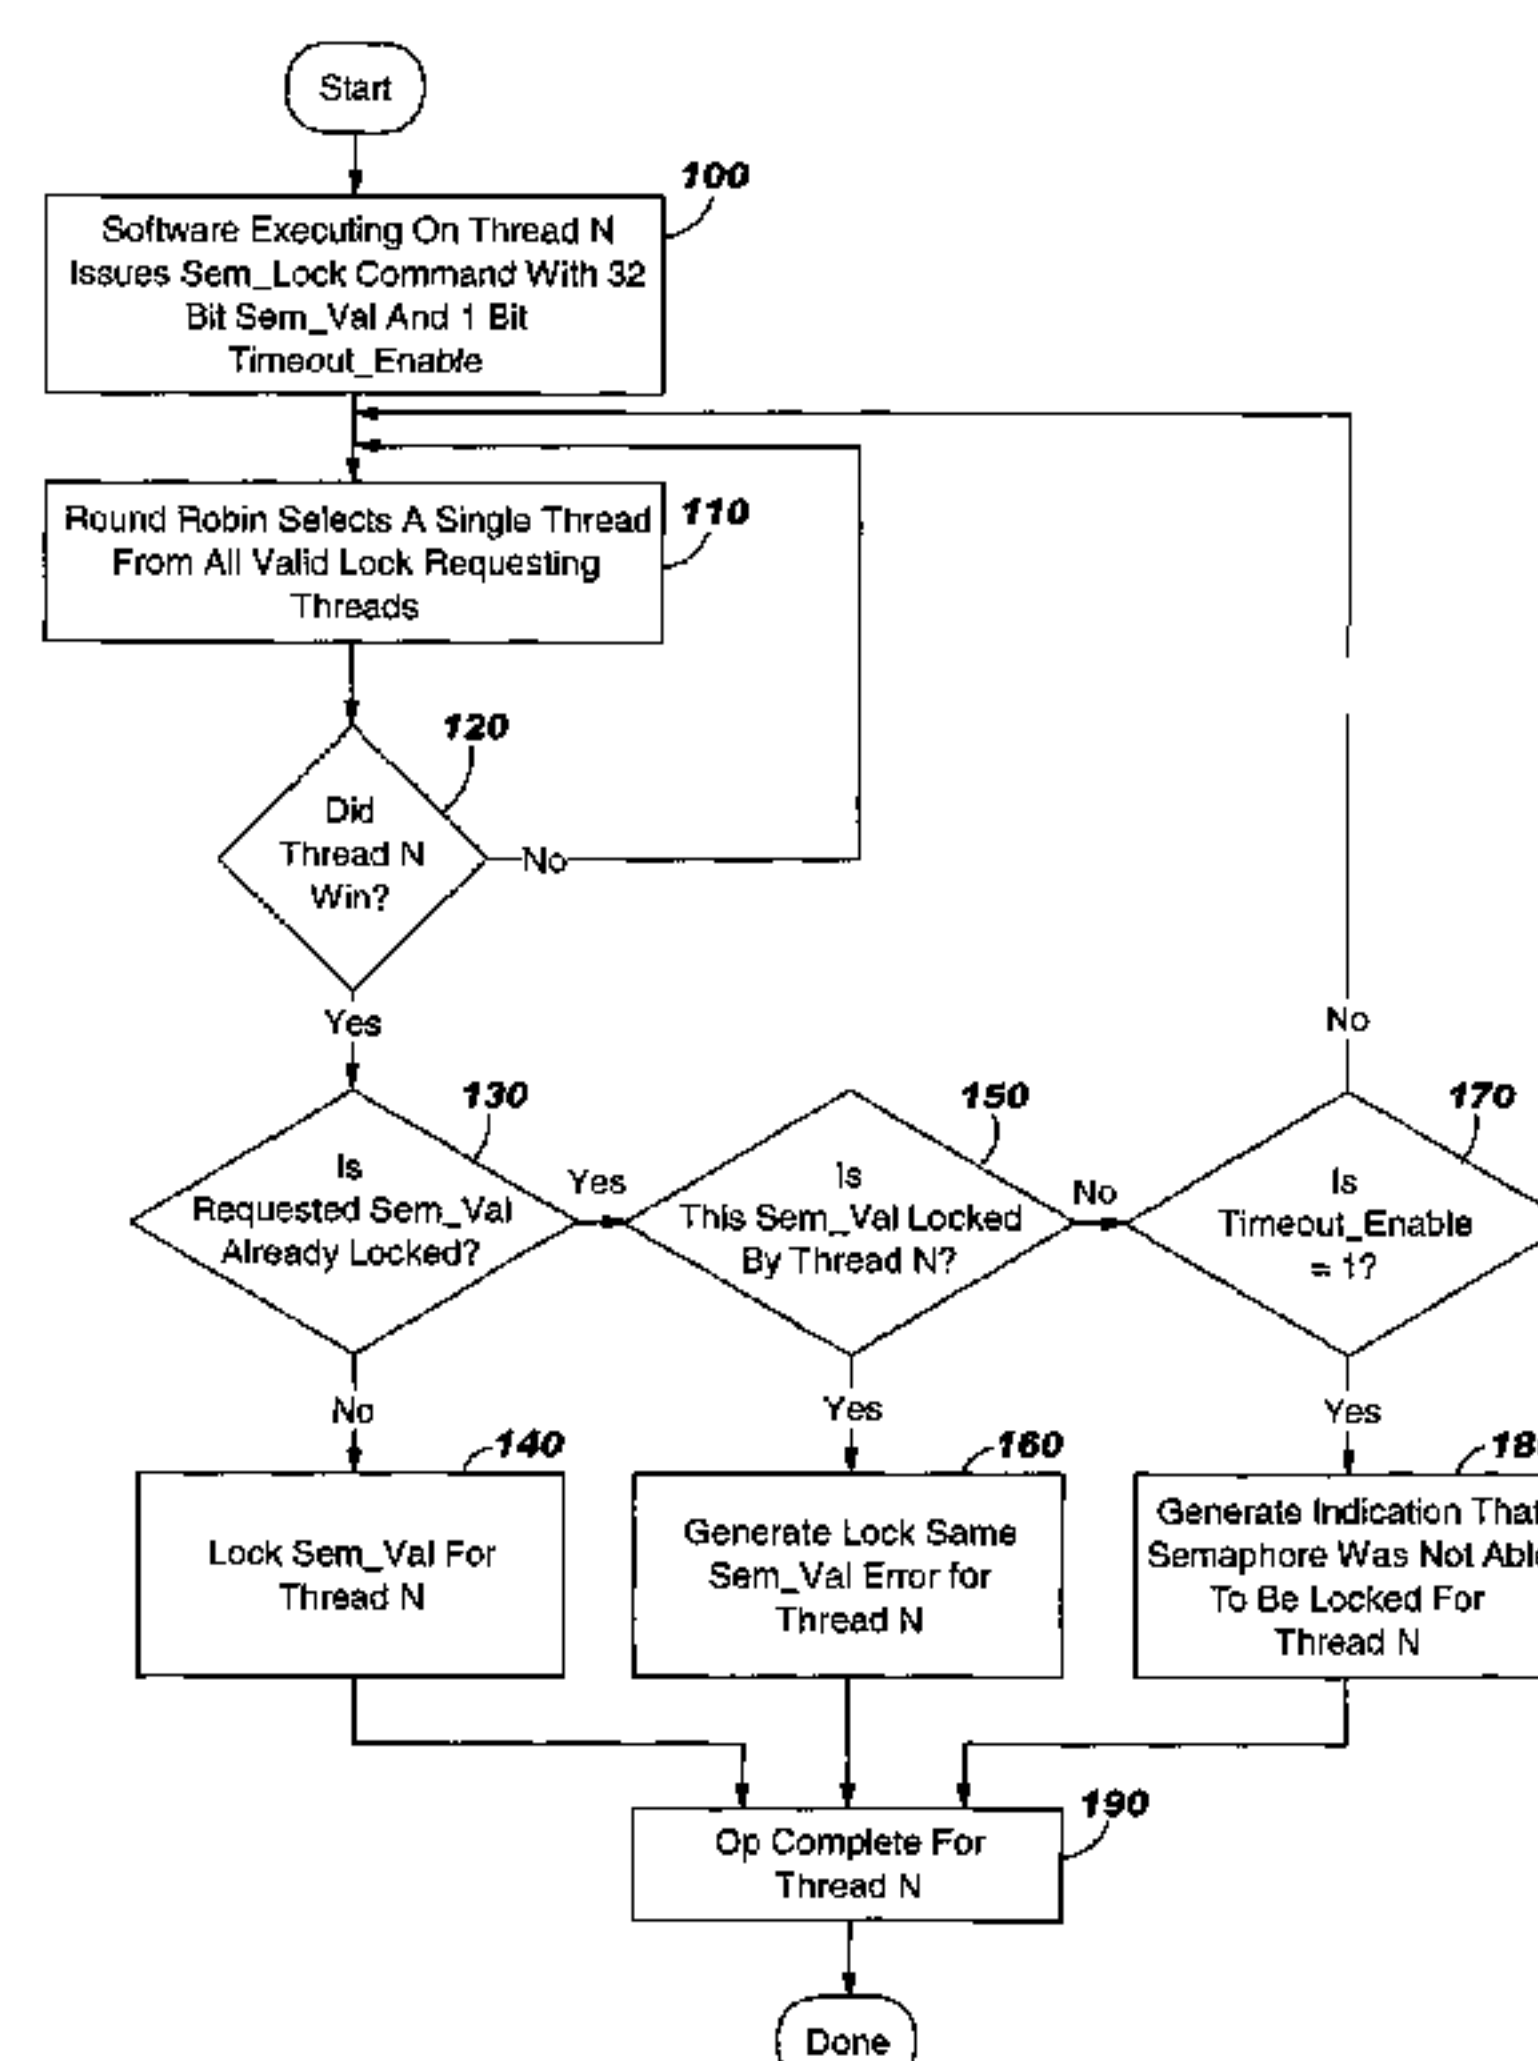 Start
100
Software Executing On Thread N
Issues Sem_Lock Command With 32
Bit Sem_Val And 1 Bit
Timeout_Enable
Round Robin Selects A Single Thread
From All Valid Lock Requesting
Threads
110
120
Did
Thread N
Win?
No
Yes
No
130
Is
Requested Sem_Val
Already Locked?
Yes
150
Is
This Sem_Val Locked
By Thread N?
No
170
Is
Timeout_Enable
= 1?
No
Yes
Yes
140
Lock Sem_Val For
Thread N
160
Generate Lock Same
Sem_Val Error for
Thread N
18
Generate Indication That
Semaphore Was Not Able
To Be Locked For
Thread N
190
Op Complete For
Thread N
Done